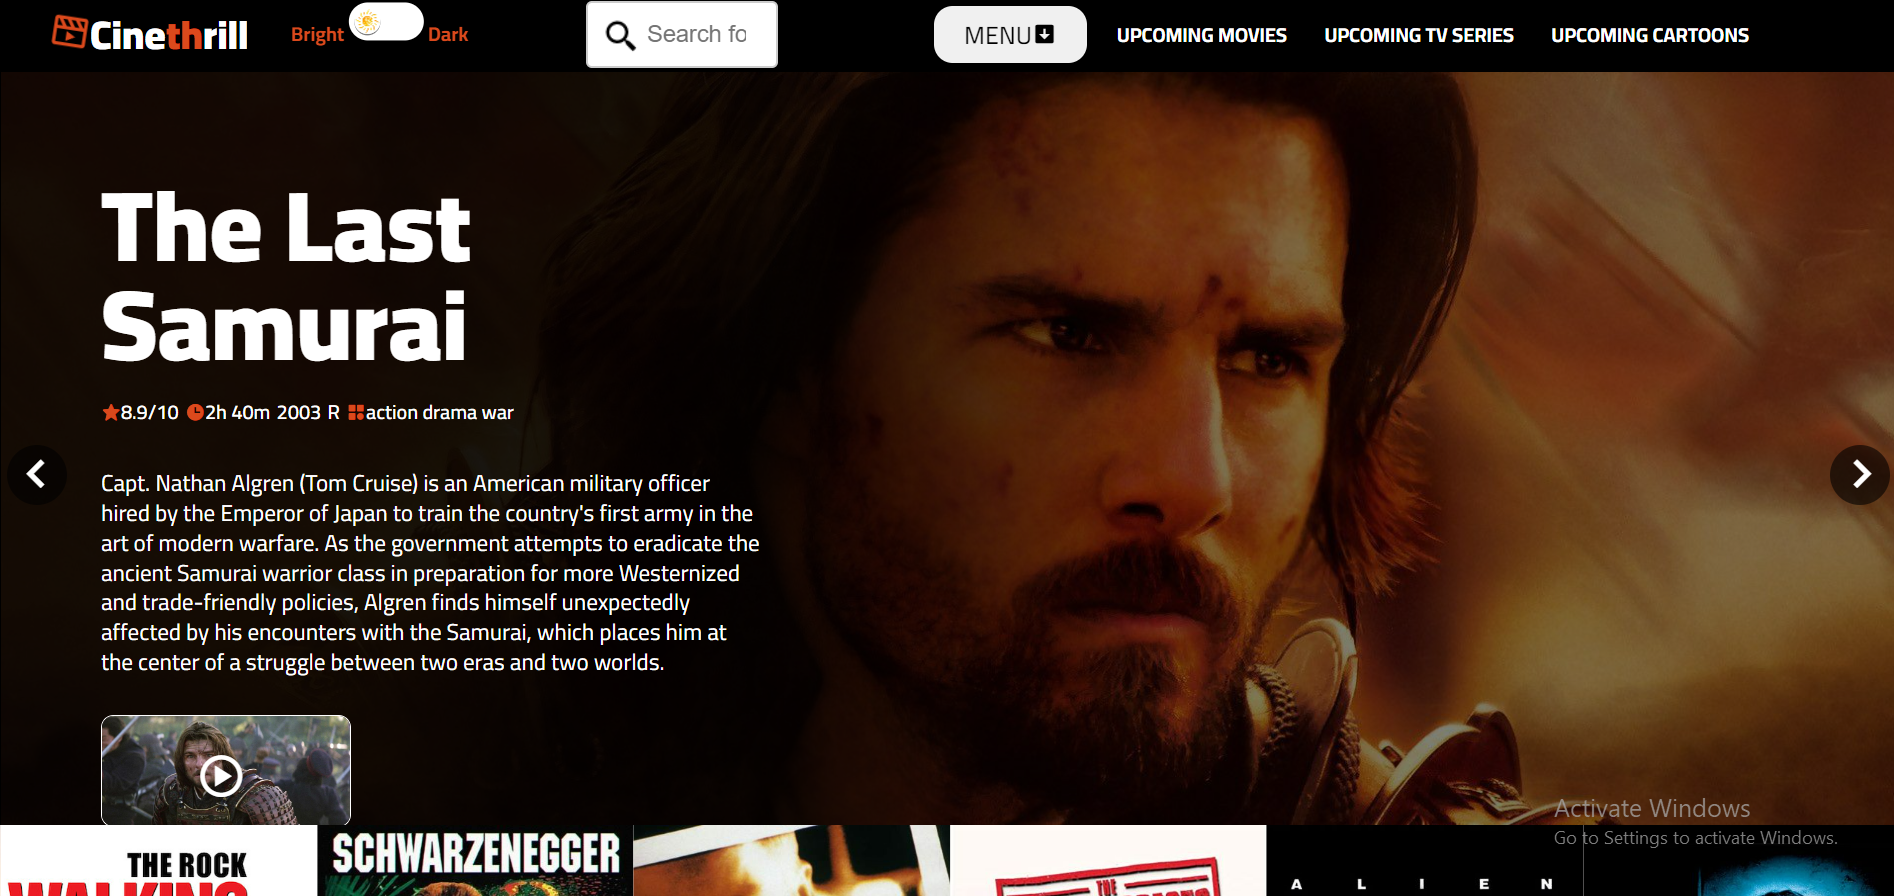 Cinethrill
Bright
Dark
Search fo
MENU
UPCOMING MOVIES
UPCOMING TV SERIES
UPCOMING CARTOONS
The Last
Samurai
8.9/10 2h 40m 2003 R action drama war
Capt. Nathan Algren (Tom Cruise) is an American military officer
hired by the Emperor of Japan to train the country's first army in the
art of modern warfare. As the government attempts to eradicate the
ancient Samurai warrior class in preparation for more Westernized
and trade-friendly policies, Algren finds himself unexpectedly
affected by his encounters with the Samurai, which places him at
the center of a struggle between two eras and two worlds.
Activate Windows
Go to Settings to activate Windows.
THE ROCK
WALKING
SCHWARZENEGGER
THE
ALIEN